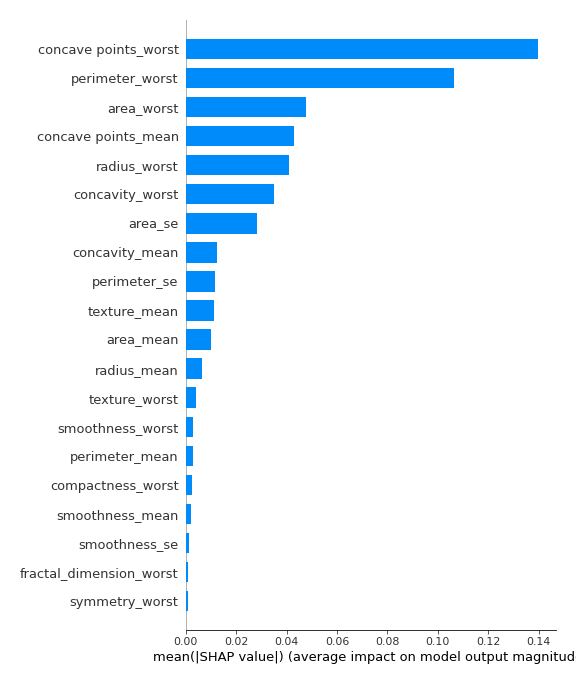 concave points_worst
perimeter_worst
area_worst
concave points_mean
radius_worst
concavity_worst
area_se
concavity_mean
perimeter_se
texture_mean
area_mean
radius_mean
texture_worst
smoothness_worst
perimeter_mean
compactness_worst
smoothness_mean
smoothness_se
fractal_dimension_worst
symmetry_worst
0.00 0.02 0.04 0.06 0.08 0.10 0.12 0.14
mean(|SHAP value|) (average impact on model output magnitud